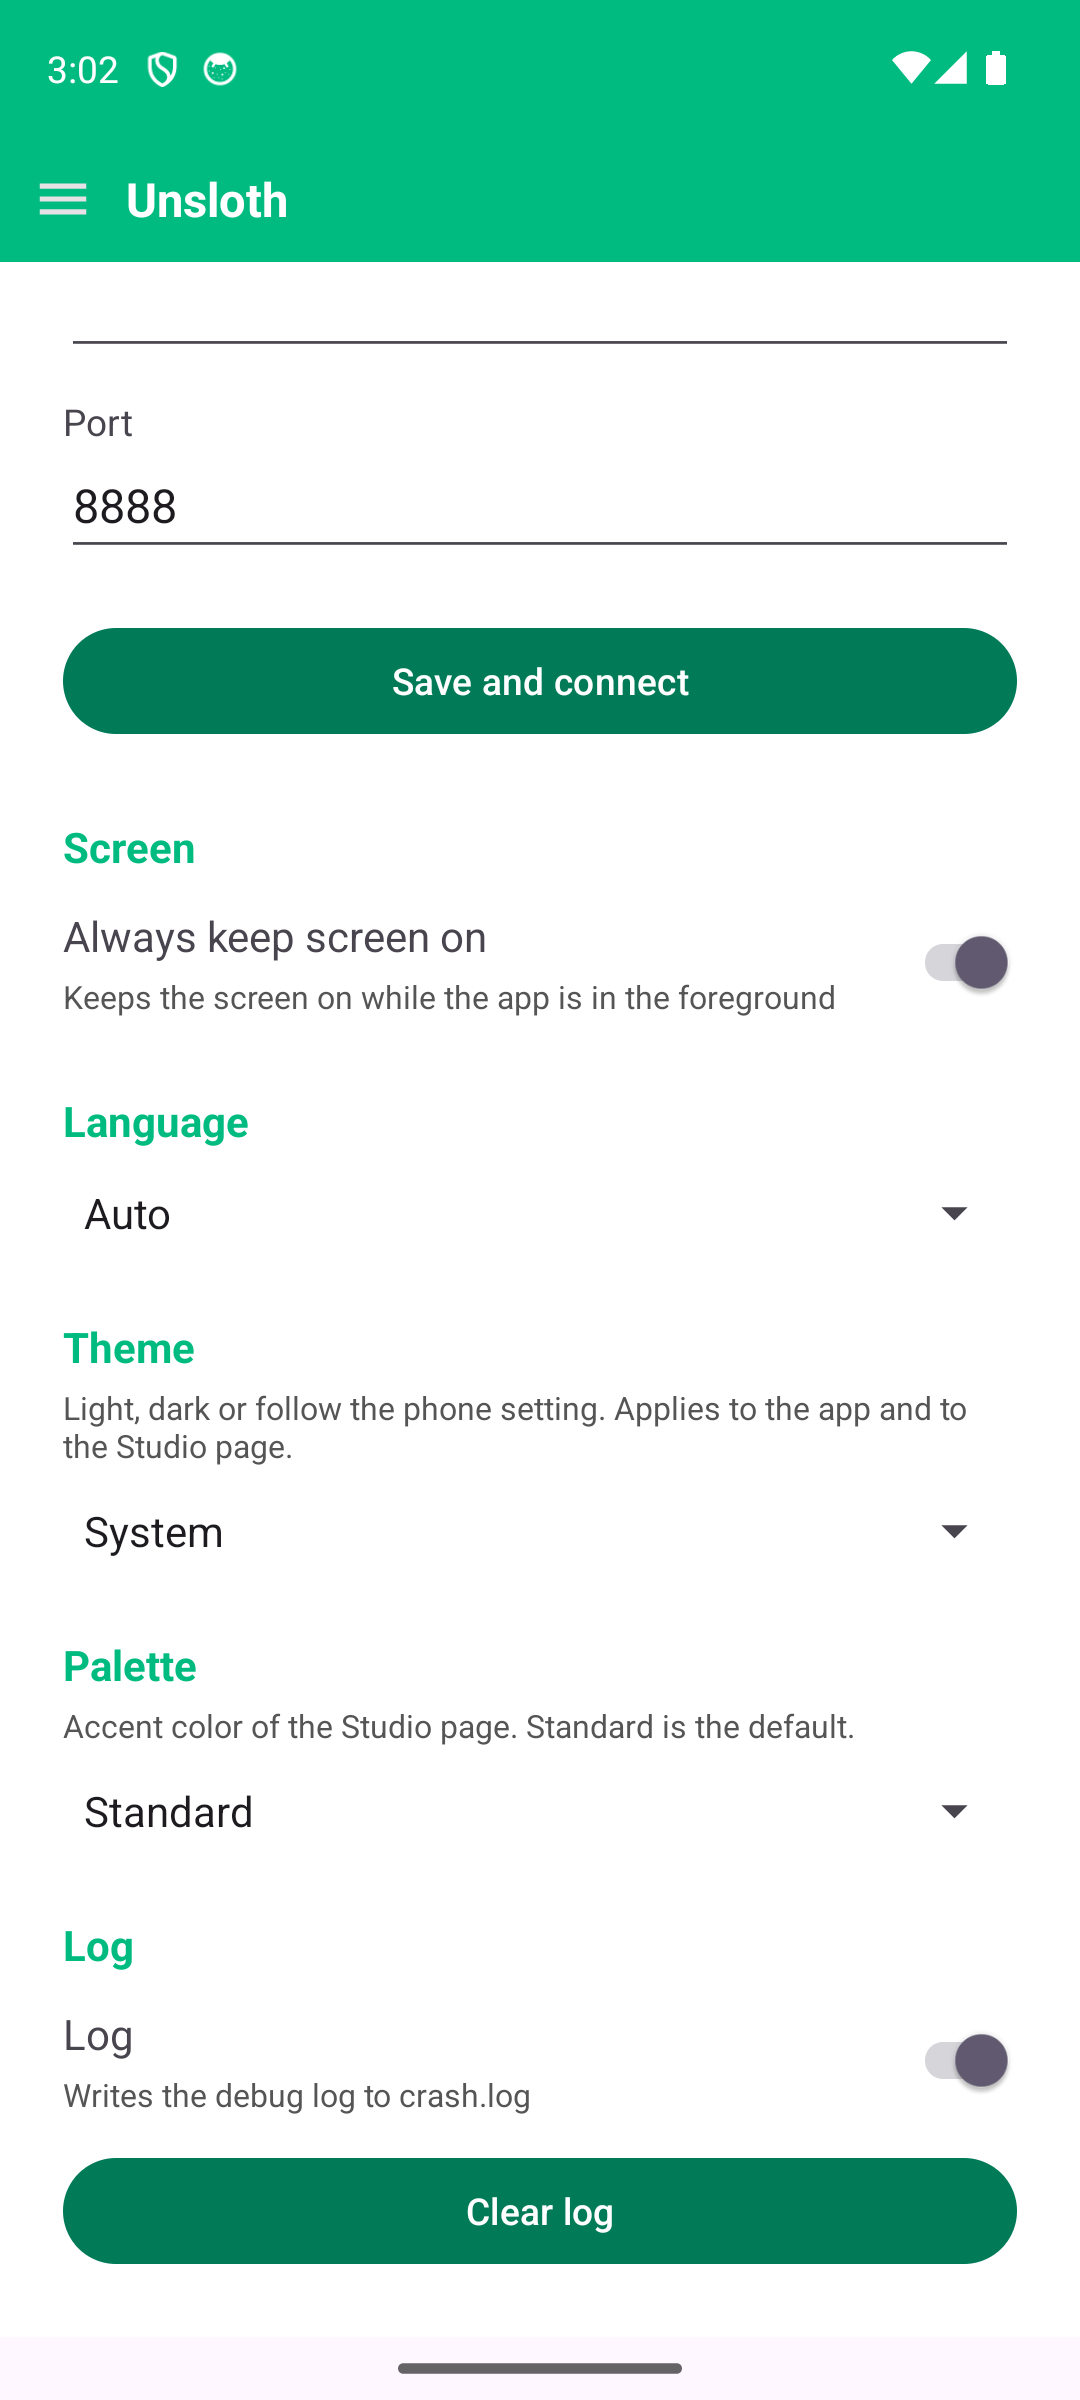 3:02
Unsloth
Port
8888
Save and connect
Screen
Always keep screen on
Keeps the screen on while the app is in the foreground
Language
Auto
Theme
Light, dark or follow the phone setting. Applies to the app and to
the Studio page.
System
Palette
Accent color of the Studio page. Standard is the default.
Standard
Log
Log
Writes the debug log to crash.log
Clear log